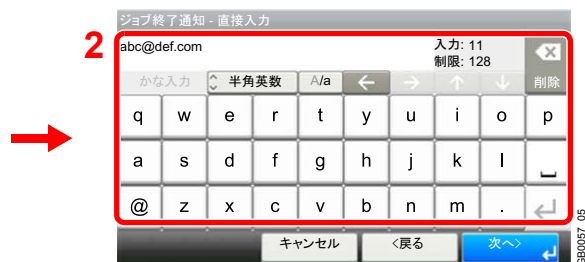 ジョブ終了通知 - 直接入力
2
abc@def.com
入力: 11
制限: 128
かな入力 半角英数 A/a ← → ↑ ↓ 削除
q w e r t y u i o p
a s d f g h j k l
@ z x c v b n m .
キャンセル <戻る 次へ>
GB0057_05